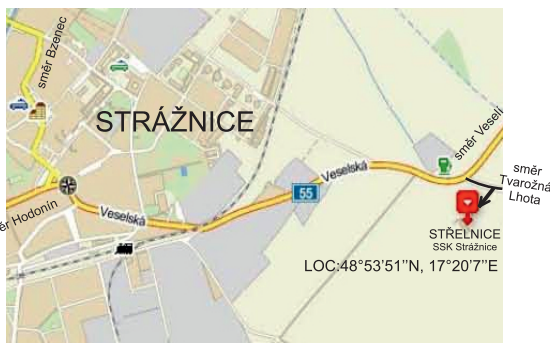 směr Bzenec
STRÁŽNICE
směr Veselí
Veselská
55
směr
Tvarožná
Lhota
ěr Hodonín
Veselská
STŘELNICE
SSK Strážnice
LOC:48°53'51’’N, 17°20'7’’E